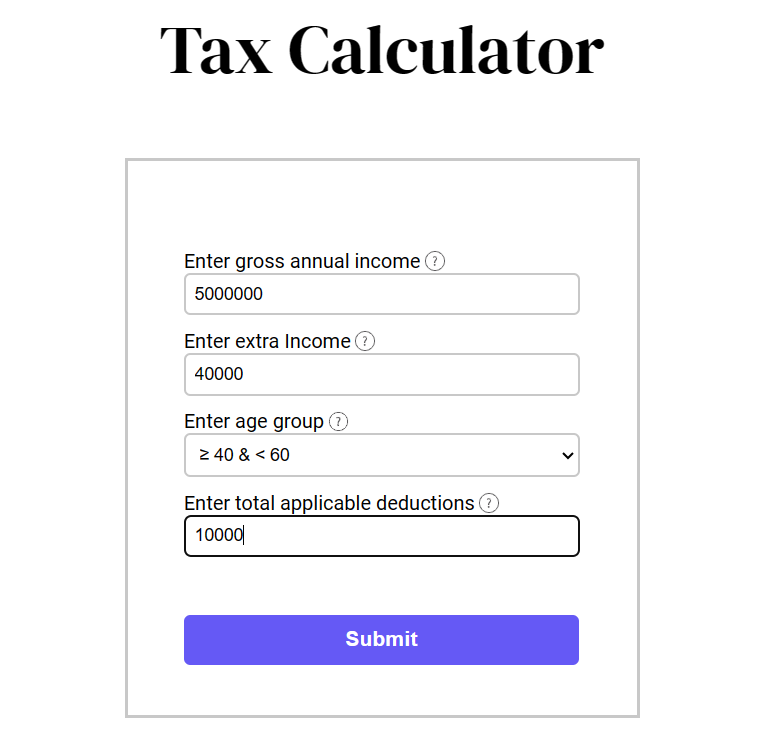 Tax Calculator
Enter gross annual income ?
5000000
Enter extra Income ?
40000
Enter age group ?
≥ 40 & < 60
Enter total applicable deductions ?
10000
Submit